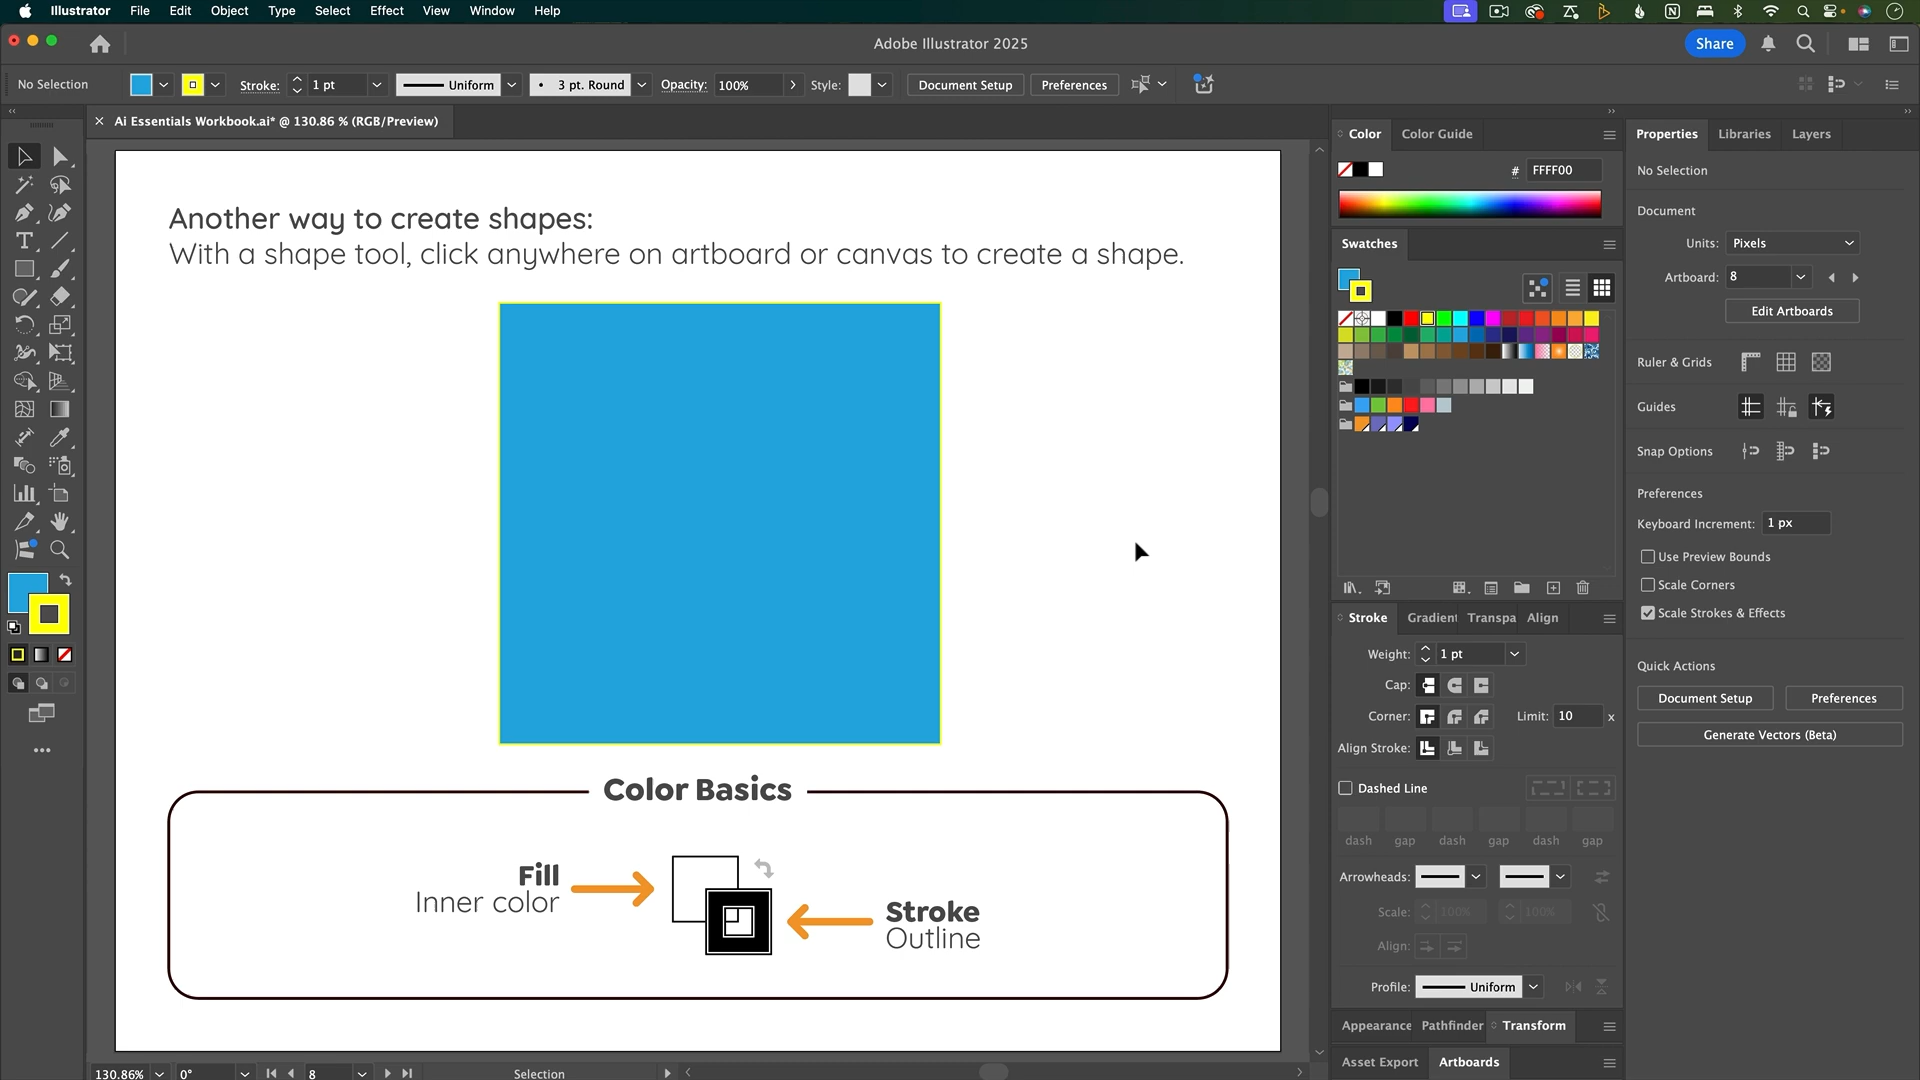 Illustrator File Edit Object Type Select Effect View Window Help
Adobe Illustrator 2025
Share
No Selection
Stroke: 1 pt
Uniform
3 pt. Round
Opacity: 100%
Style:
Document Setup
Preferences
Ai Essentials Workbook.ai* @ 130.86 % (RGB/Preview)
Another way to create shapes:
With a shape tool, click anywhere on artboard or canvas to create a shape.
Color Basics
Fill
Inner color
Stroke
Outline
130.86%
0°
8
Selection
Color Color Guide
# FFFF00
Swatches
Stroke Gradient Transpa Align
Weight: 1 pt
Cap:
Corner:
Limit: 10 x
Align Stroke:
Dashed Line
dash gap dash gap dash gap
Arrowheads:
Scale: 100% 100%
Align:
Profile: Uniform
Appearance Pathfinder Transform
Asset Export Artboards
Properties Libraries Layers
No Selection
Document
Units: Pixels
Artboard: 8
Edit Artboards
Ruler & Grids
Guides
Snap Options
Preferences
Keyboard Increment: 1 px
Use Preview Bounds
Scale Corners
Scale Strokes & Effects
Quick Actions
Document Setup
Preferences
Generate Vectors (Beta)